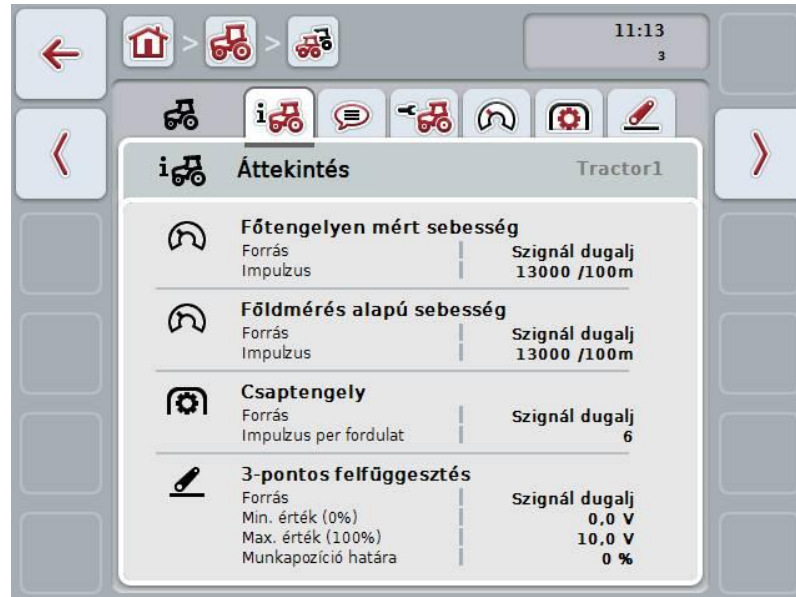 11:13
3
Áttekintés Tractor1
Főtengelyen mért sebesség
Forrás Szignál dugalj
Impulzus 13000 /100m
Főldmérés alapú sebesség
Forrás Szignál dugalj
Impulzus 13000 /100m
Csaptengely
Forrás Szignál dugalj
Impulzus per fordulat 6
3-pontos felfűggesztés
Forrás Szignál dugalj
Min. érték (0%) 0,0 V
Max. érték (100%) 10,0 V
Munkapozíció határa 0 %